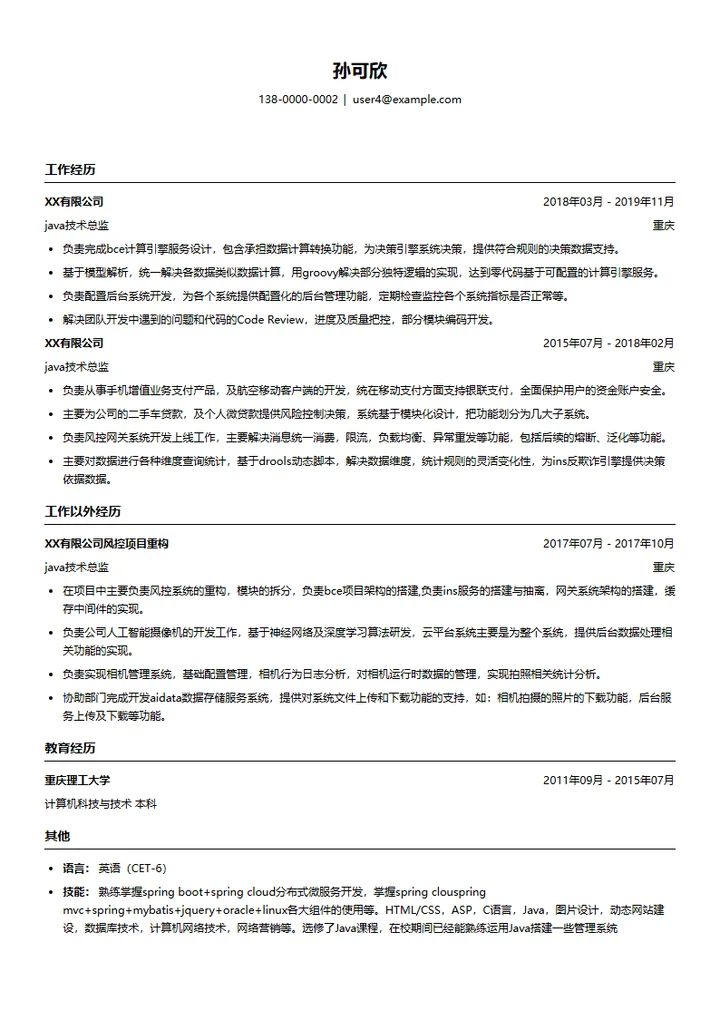 孙可欣
138-0000-0002 | user4@example.com
工作经历
XX有限公司 2018年03月 - 2019年11月
java技术总监 重庆
• 负责完成bce计算引擎服务设计，包含承担数据计算转换功能，为决策引擎系统决策，提供符合规则的决策数据支持。
• 基于模型解析，统一解决各数据类似数据计算，用groovy解决部分独特逻辑的实现，达到零代码基于可配置的计算引擎服务。
• 负责配置后台系统开发，为各个系统提供配置化的后台管理功能，定期检查监控各个系统指标是否正常等。
• 解决团队开发中遇到的问题和代码的Code Review，进度及质量把控，部分模块编码开发。
XX有限公司 2015年07月 - 2018年02月
java技术总监 重庆
• 负责从事手机增值业务支付产品，及航空移动客户端的开发，统在移动支付方面支持银联支付，全面保护用户的资金账户安全。
• 主要为公司的二手车贷款，及个人微贷款提供风险控制决策，系统基于模块化设计，把功能划分为几大子系统。
• 负责风控网关系统开发上线工作，主要解决消息统一消费，限流，负载均衡、异常重发等功能，包括后续的熔断、泛化等功能。
• 主要对数据进行各种维度查询统计，基于drools动态脚本，解决数据维度，统计规则的灵活变化性，为ins反欺诈引擎提供决策
依据数据。
工作以外经历
XX有限公司风控项目重构 2017年07月 - 2017年10月
java技术总监 重庆
• 在项目中主要负责风控系统的重构，模块的拆分，负责bce项目架构的搭建,负责ins服务的搭建与抽离，网关系统架构的搭建，缓
存中间件的实现。
• 负责公司人工智能摄像机的开发工作，基于神经网络及深度学习算法研发，云平台系统主要是为整个系统，提供后台数据处理相
关功能的实现。
• 负责实现相机管理系统，基础配置管理，相机行为日志分析，对相机运行时数据的管理，实现拍照相关统计分析。
• 协助部门完成开发aidata数据存储服务系统，提供对系统文件上传和下载功能的支持，如：相机拍摄的照片的下载功能，后台服
务上传及下载等功能。
教育经历
重庆理工大学 2011年09月 - 2015年07月
计算机科技与技术 本科
其他
• 语言： 英语（CET-6）
• 技能： 熟练掌握spring boot+spring cloud分布式微服务开发，掌握spring clouspring
mvc+spring+mybatis+jquery+oracle+linux各大组件的使用等。HTML/CSS，ASP，C语言，Java，图片设计，动态网站建
设，数据库技术，计算机网络技术，网络营销等。选修了Java课程，在校期间已经能熟练运用Java搭建一些管理系统